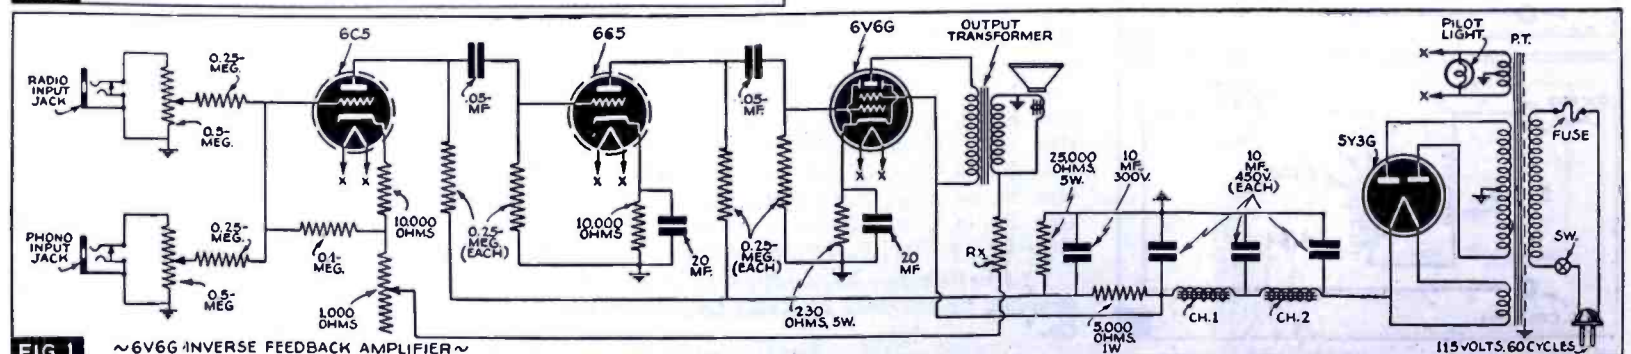 RADIO
INPUT
JACK
0.25-
MEG.
0.5-
MEG.
PHONO
INPUT
JACK
0.25-
MEG.
0.5-
MEG
6C5
X X
0.1-
MEG.
10,000
OHMS
1,000
OHMS
.05-
MF.
0.25-
MEG.
(EACH)
6G5
X X
10,000
OHMS
20
MF.
.05-
MF.
0.25-
MEG.
(EACH)
6V6G
X X
230
OHMS, 5W.
20
MF
OUTPUT
TRANSFORMER
RX
25,000
OHMS,
5W.
10
MF.-
300V.
10
MF.-
450V.
(EACH)
5,000
OHMS,
1W
CH.1
CH.2
5Y3G
PILOT
LIGHT
X
X
P.T.
FUSE
SW.
115 VOLTS, 60 CYCLES
FIG. 1
~6V6G INVERSE FEEDBACK AMPLIFIER~